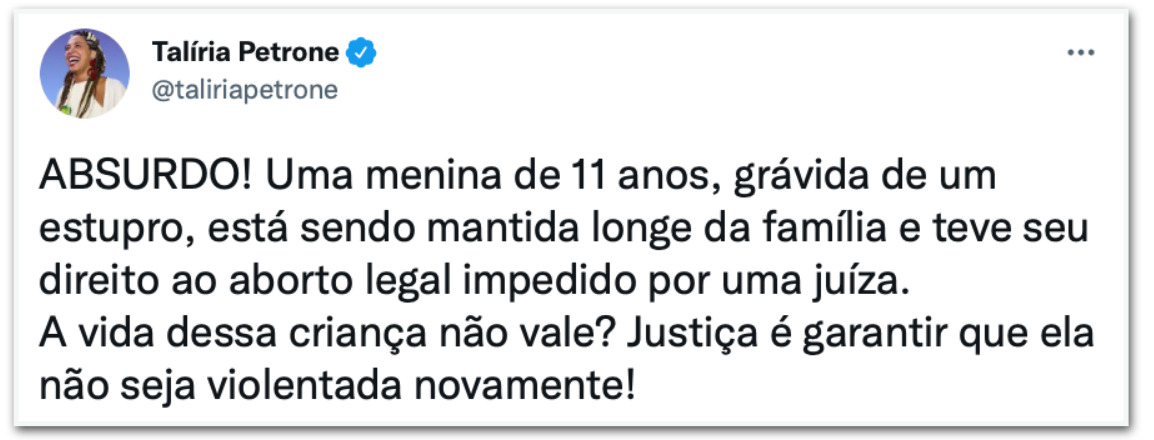 Talíria Petrone
@taliriapetrone
ABSURDO! Uma menina de 11 anos, grávida de um
estupro, está sendo mantida longe da família e teve seu
direito ao aborto legal impedido por uma juíza.
A vida dessa criança não vale? Justiça é garantir que ela
não seja violentada novamente!